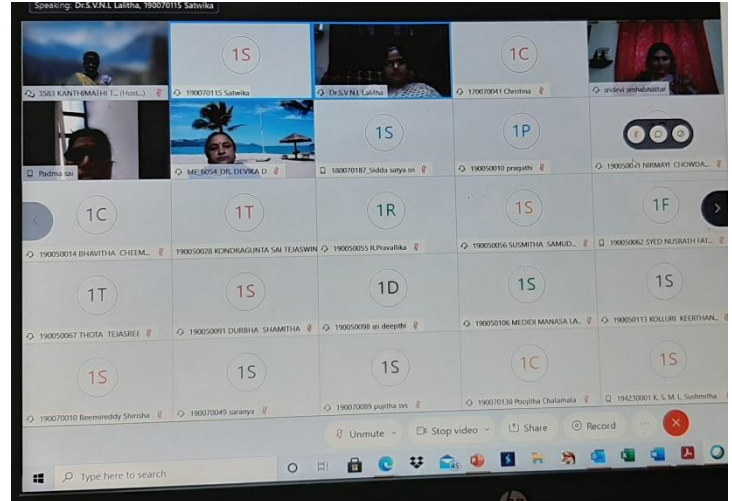 Speaking: Dr.S.V.N.L Lalitha, 190070115 Satwika
1S
1C
3583 KANTHIMATHI T_ (Host...)
190070115 Satwika
Dr.S.V.N.L Lalitha
170070041 Christina
sridevi seshabhattar
1S
1P
Padma sai
ME_6054_DR. DEVIKA D
180070187_Sidda satya sri
190050010 pragathi
NIRMAYE CHOWDA...
1C
1T
1R
1S
1F
190050014 BHAVITHA CHEEM...
190050028 KONDRAGUNTA SAI TEJASWIN
190050055 R.Pravallika
190050056 SUSMITHA SAMUD...
190050062 SYED NUSRATH FAT...
1T
1S
1D
1S
1S
190050067 THOTA TEJASREE
190050091 DURBHA SHAMITHA
190050098 sri deepthi
190050106 MEDIDI MANASA LA..
190050113 KOLLURI KEERTHAN...
1S
1S
1S
1C
1S
190070010 Beemireddy Shirisha
190070049 saranya
190070089 pujitha svs
190070130 Poojitha Chalamala
194230001 K. S. M. L. Sushmitha
Unmute
Stop video
Share
Record
Type here to search
45
hp